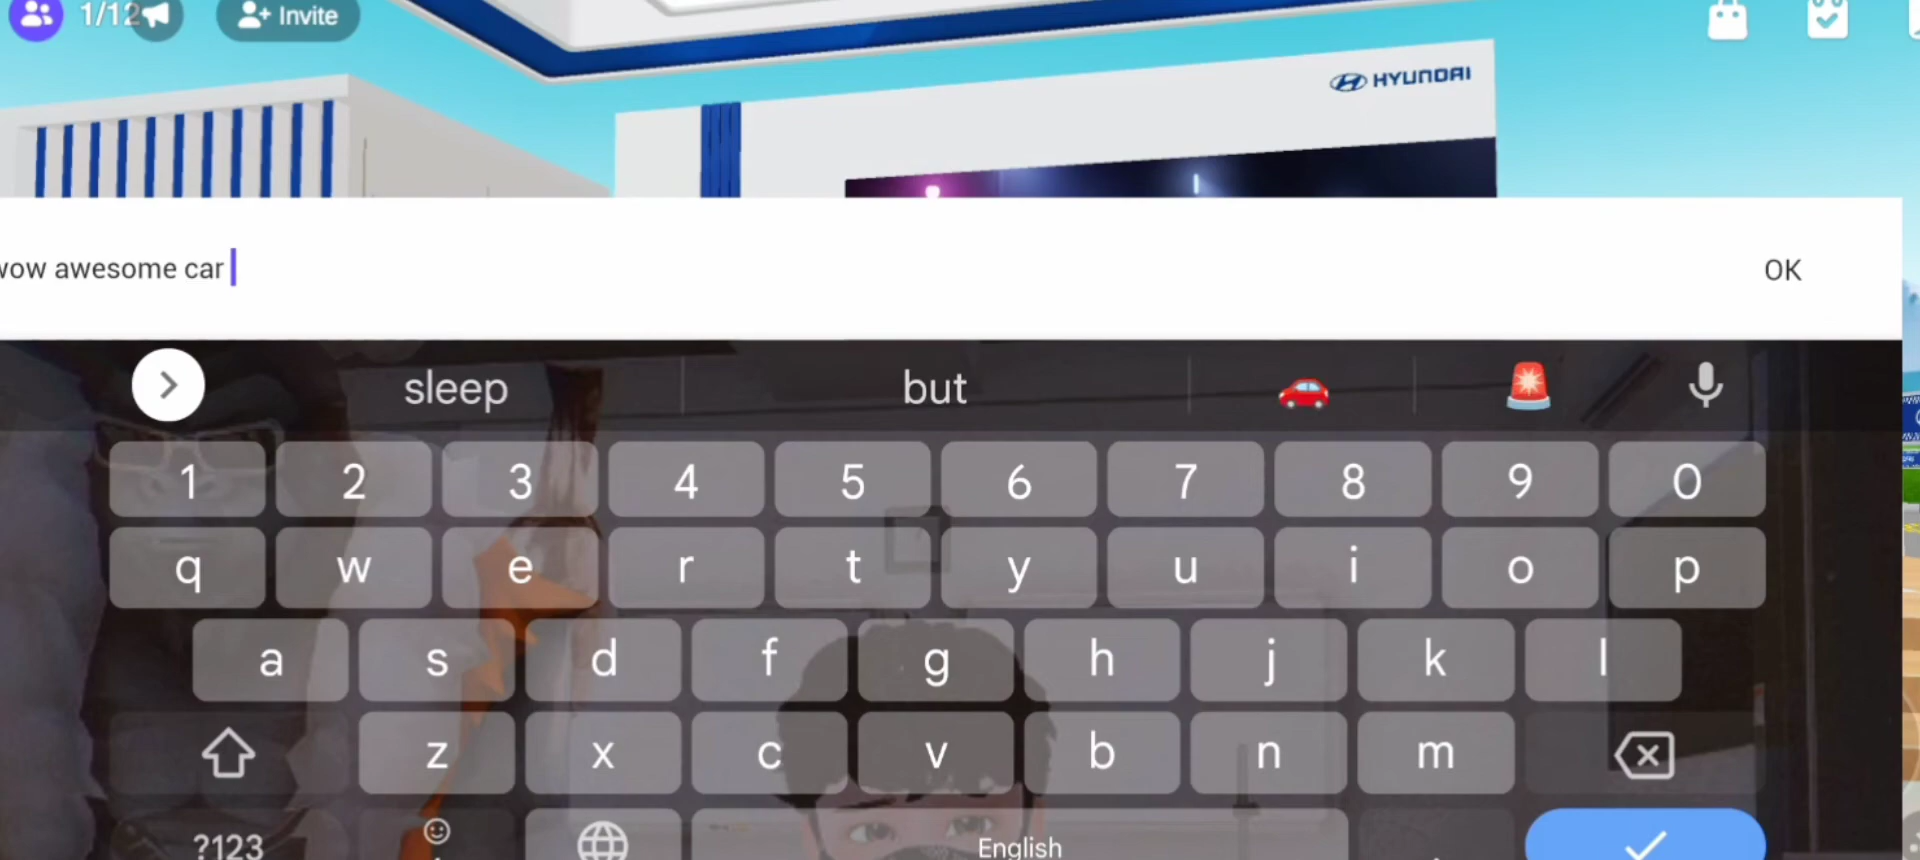 1/12
Invite
HYUNDAI
wow awesome car
OK
sleep but
1 2 3 4 5 6 7 8 9 0
q w e r t y u i o p
a s d f g h j k l
z x c v b n m
?123 English